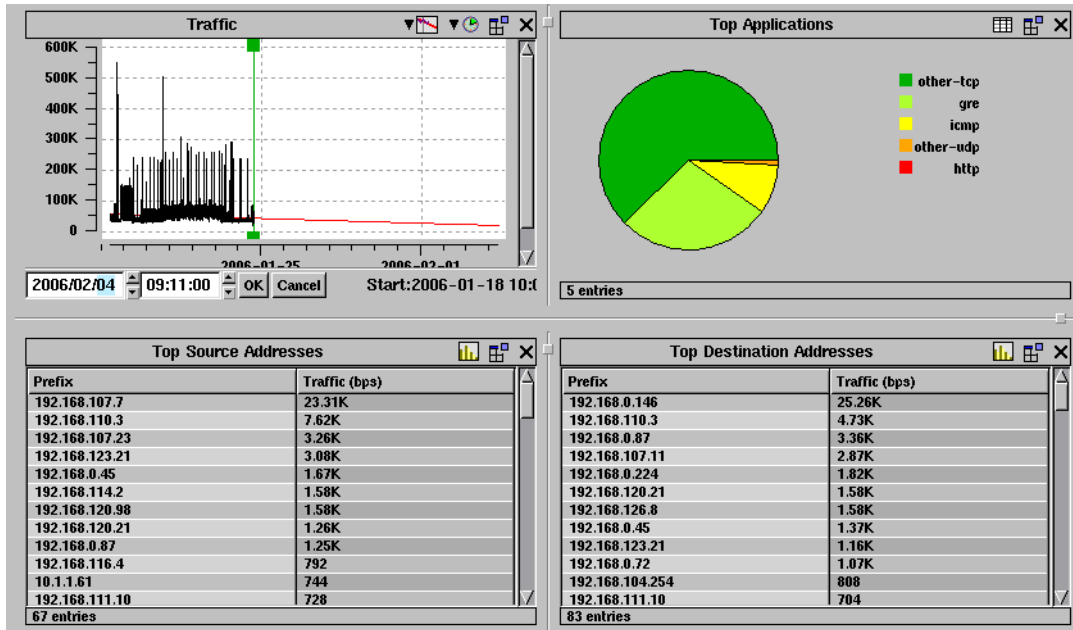 Traffic
600K
500K
400K
300K
200K
100K
0
2006-01-25 2006-02-01
2006/02/04 09:11:00 OK Cancel Start:2006-01-18 10:0
Top Applications
other-tcp
gre
icmp
other-udp
http
5 entries
Top Source Addresses
Prefix Traffic (bps)
192.168.107.7 23.31K
192.168.110.3 7.62K
192.168.107.23 3.26K
192.168.123.21 3.08K
192.168.0.45 1.67K
192.168.114.2 1.58K
192.168.120.98 1.58K
192.168.120.21 1.26K
192.168.0.87 1.25K
192.168.116.4 792
10.1.1.61 744
192.168.111.10 728
67 entries
Top Destination Addresses
Prefix Traffic (bps)
192.168.0.146 25.26K
192.168.110.3 4.73K
192.168.0.87 3.36K
192.168.107.11 2.87K
192.168.0.224 1.82K
192.168.120.21 1.58K
192.168.126.8 1.58K
192.168.0.45 1.37K
192.168.123.21 1.16K
192.168.0.72 1.07K
192.168.104.254 808
192.168.111.10 704
83 entries